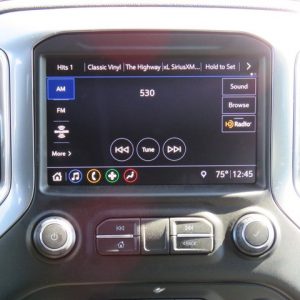 Hits 1 Classic Vinyl The Highway xL SiriusXM... Hold to Set >
AM 530 Sound
FM Browse
HD Radio
More > Tune
75° 12:45
BACK